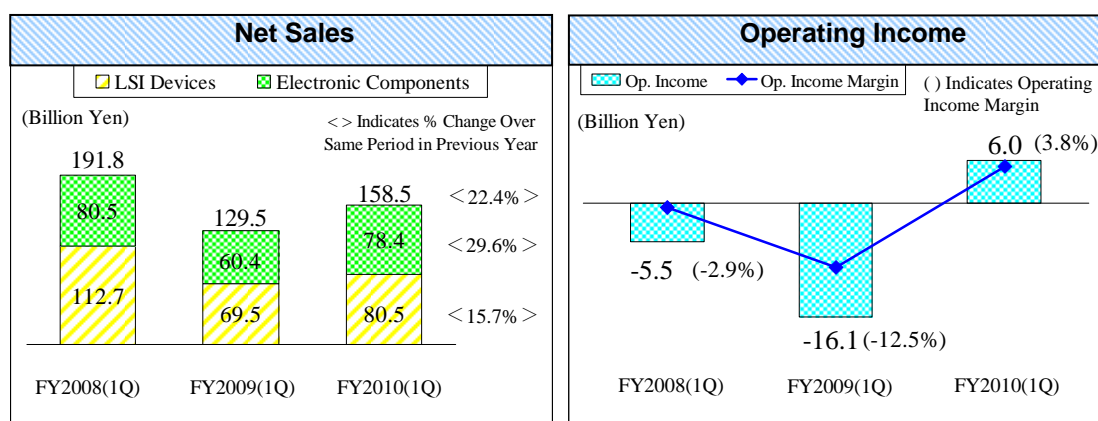 Net Sales
LSI Devices Electronic Components
(Billion Yen)
< > Indicates % Change Over
Same Period in Previous Year
191.8
80.5
112.7
129.5
60.4
69.5
158.5
78.4
80.5
<22.4%>
<29.6%>
<15.7%>
FY2008(1Q) FY2009(1Q) FY2010(1Q)
Operating Income
Op. Income Op. Income Margin
( ) Indicates Operating
Income Margin
(Billion Yen)
6.0 (3.8%)
-5.5 (-2.9%)
-16.1 (-12.5%)
FY2008(1Q) FY2009(1Q) FY2010(1Q)